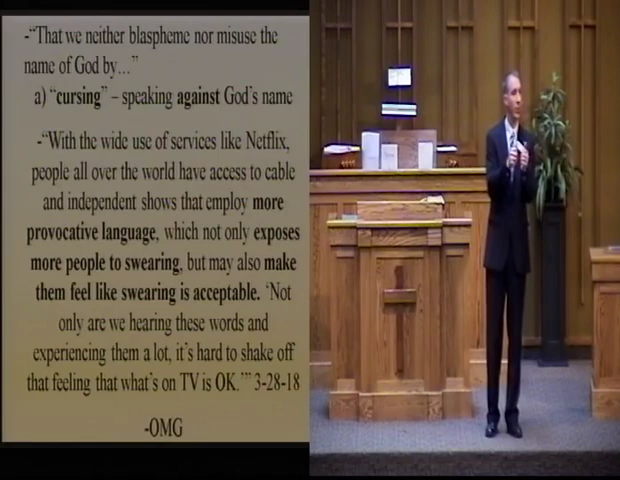 -“That we neither blaspheme nor misuse the
name of God by...”
a) “cursing” – speaking against God’s name
-“With the wide use of services like Netflix,
people all over the world have access to cable
and independent shows that employ more
provocative language, which not only exposes
more people to swearing, but may also make
them feel like swearing is acceptable. ‘Not
only are we hearing these words and
experiencing them a lot, it’s hard to shake off
that feeling that what’s on TV is OK.’” 3-28-18
-OMG